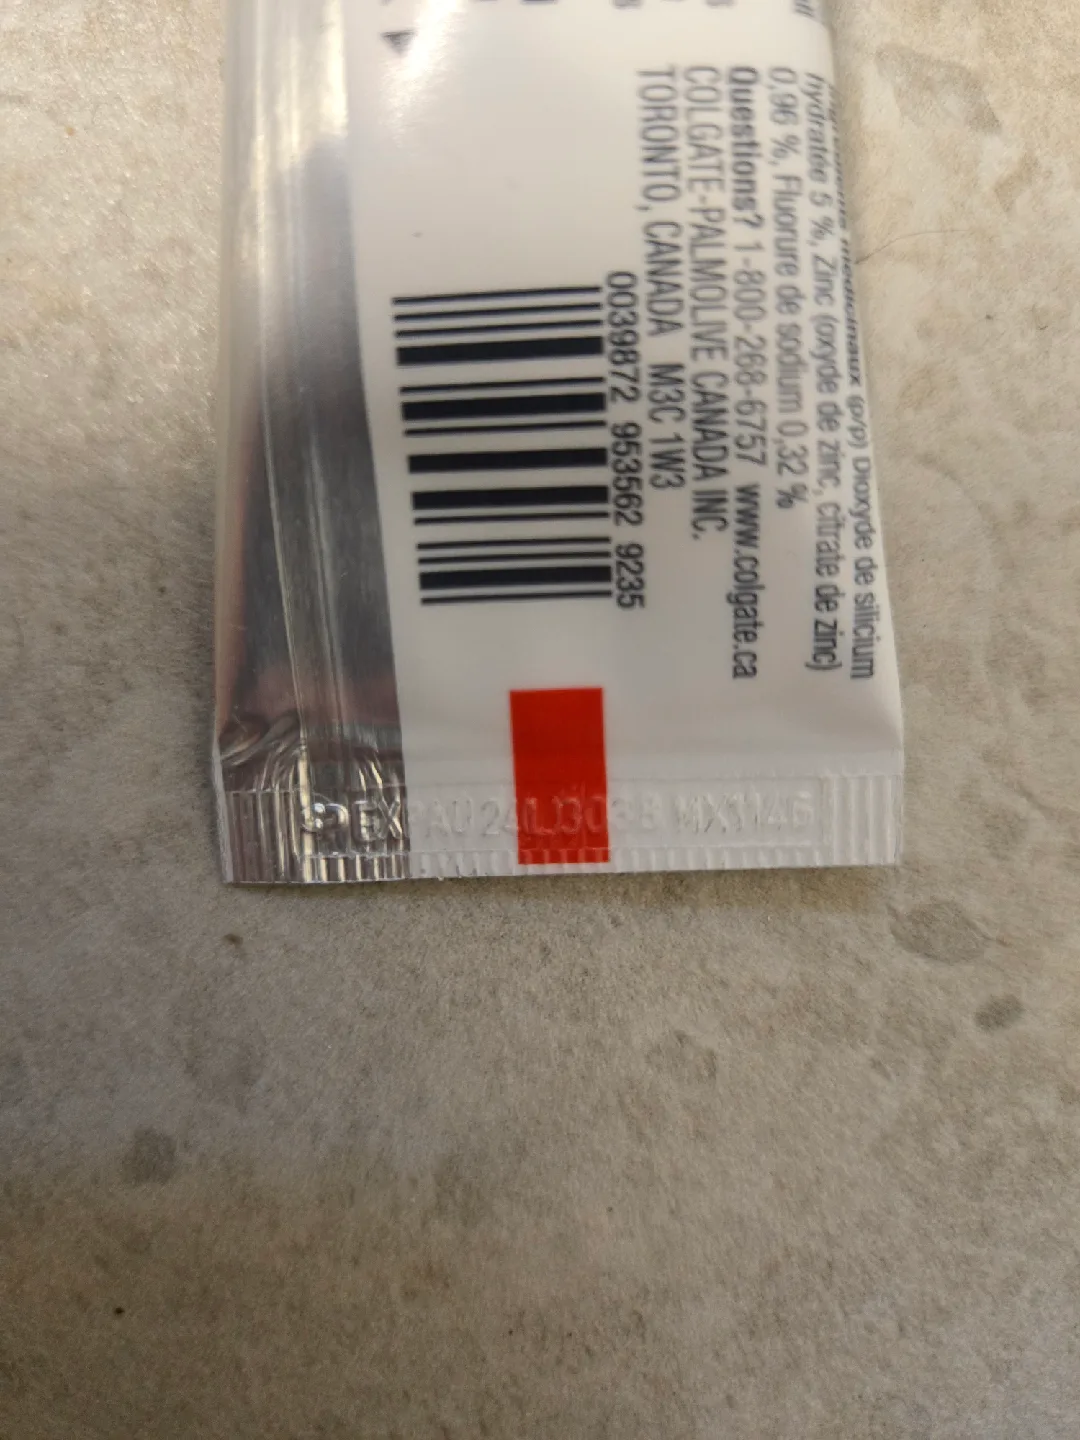 hydratée 5 %, Zinc (oxyde de zinc, citrate de zinc)
0,96 %, Fluorure de sodium 0,32 %
Questions? 1-800-268-6757 www.colgate.ca
COLGATE-PALMOLIVE CANADA INC.
TORONTO, CANADA M3C 1W3
0039872 953562 9235